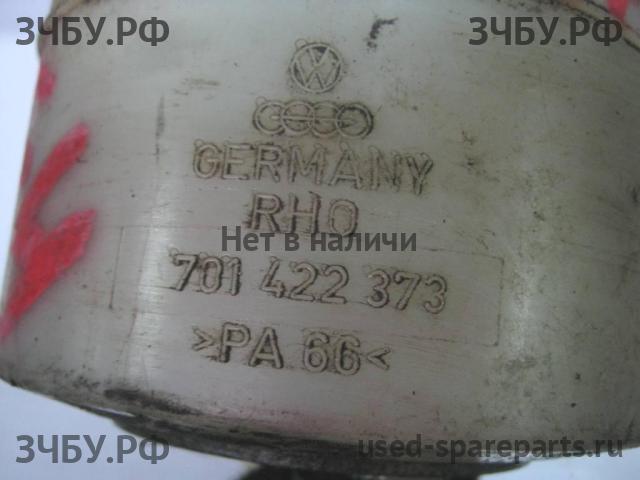 ЗЧБУ.РФ
ЗЧБУ.РФ
GERMANY
RHO
Нет в наличи
701 422 373
>PA 66<
ЗЧБУ.РФ
used-spareparts.ru